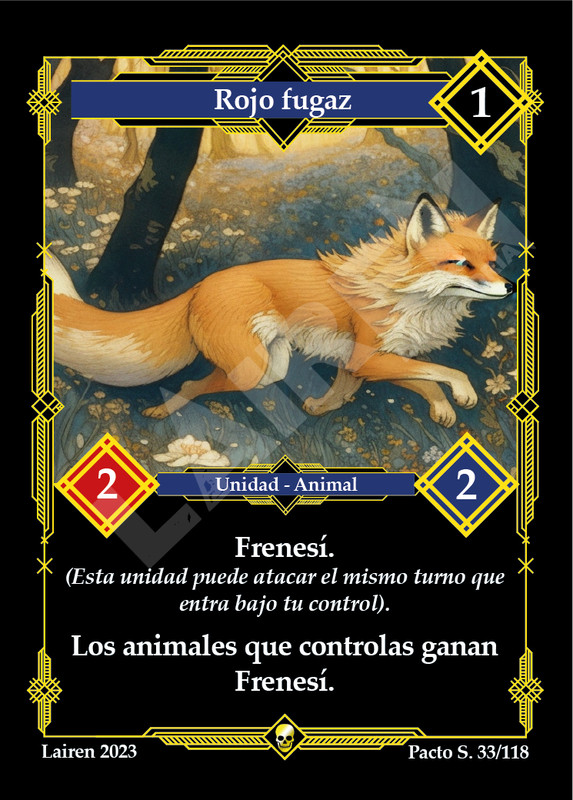 Rojo fugaz
1
2
Unidad - Animal
2
Frenesí.
(Esta unidad puede atacar el mismo turno que
entra bajo tu control).
Los animales que controlas ganan
Frenesí.
Lairen 2023
Pacto S. 33/118